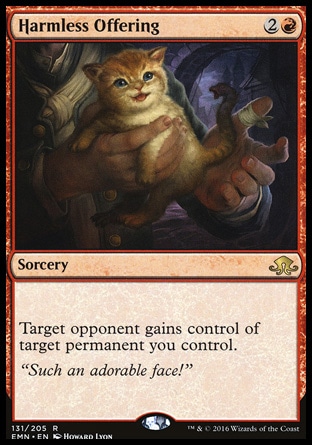 Harmless Offering 2
Sorcery
Target opponent gains control of
target permanent you control.
“Such an adorable face!”
131/205 R
EMN • EN Howard Lyon ™ & © 2016 Wizards of the Coast